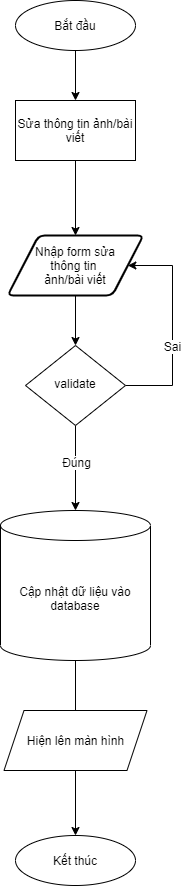 Bắt đầu
Sửa thông tin ảnh/bài
viết
Nhập form sửa
thông tin
ảnh/bài viết
Sai
validate
Đúng
Cập nhật dữ liệu vào
database
Hiện lên màn hình
Kết thúc